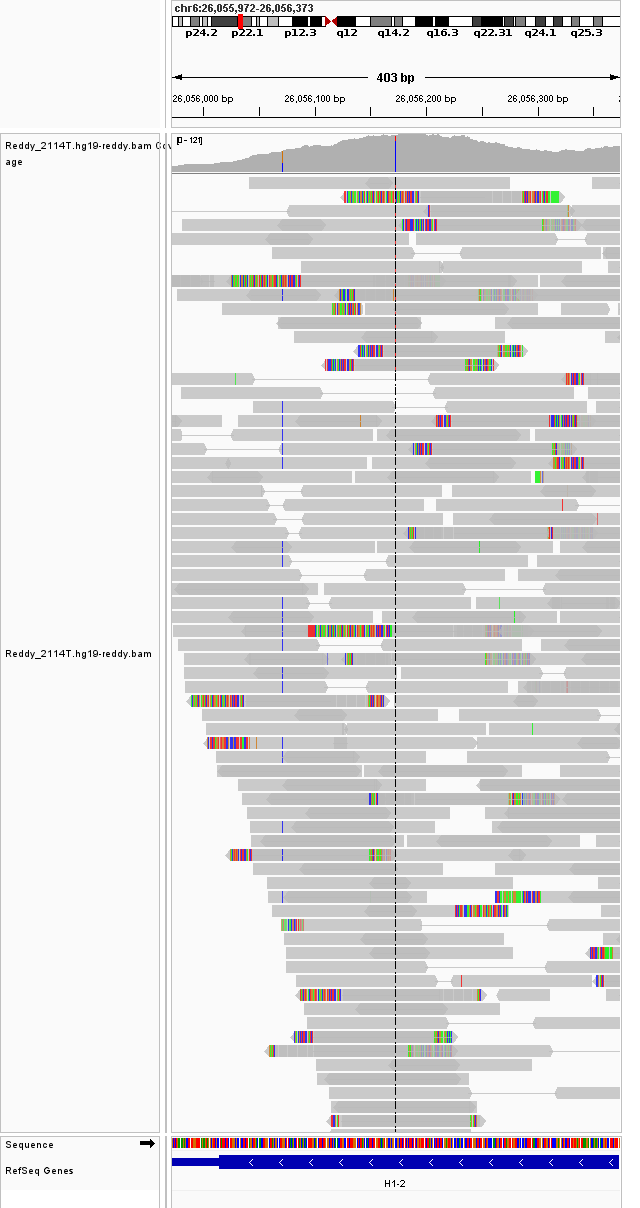 chr6:26,055,972-26,056,373
p24.2 p22.1 p12.3 q12 q14.2 q16.3 q22.31 q24.1 q25.3
403 bp
26,056,000 bp 26,056,100 bp 26,056,200 bp 26,056,300 bp
Reddy_2114T.hg19-reddy.bam Cov
age
[0 - 121]
Reddy_2114T.hg19-reddy.bam
Sequence
RefSeq Genes
H1-2